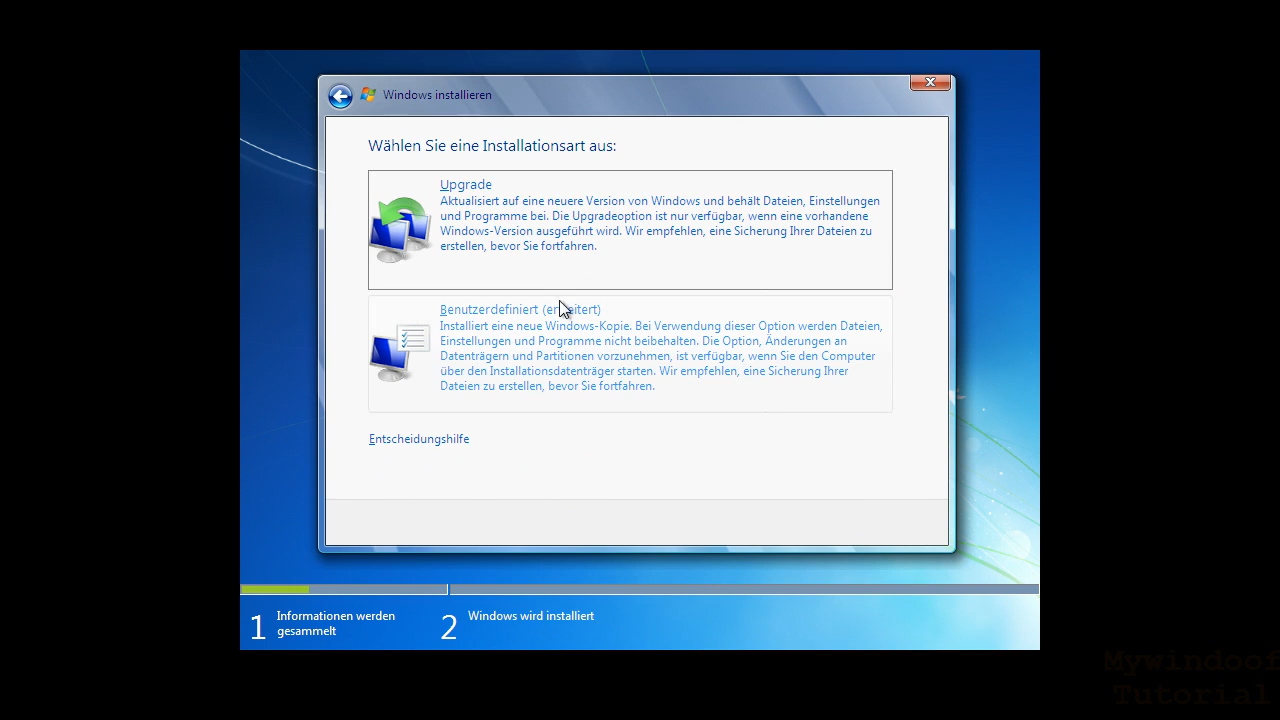 Windows installieren
Wählen Sie eine Installationsart aus:
Upgrade
Aktualisiert auf eine neuere Version von Windows und behält Dateien, Einstellungen
und Programme bei. Die Upgradeoption ist nur verfügbar, wenn eine vorhandene
Windows-Version ausgeführt wird. Wir empfehlen, eine Sicherung Ihrer Dateien zu
erstellen, bevor Sie fortfahren.
Benutzerdefiniert (erweitert)
Installiert eine neue Windows-Kopie. Bei Verwendung dieser Option werden Dateien,
Einstellungen und Programme nicht beibehalten. Die Option, Änderungen an
Datenträgern und Partitionen vorzunehmen, ist verfügbar, wenn Sie den Computer
über den Installationsdatenträger starten. Wir empfehlen, eine Sicherung Ihrer
Dateien zu erstellen, bevor Sie fortfahren.
Entscheidungshilfe
1 Informationen werden
gesammelt
2 Windows wird installiert
Mywindoof
Tutorial